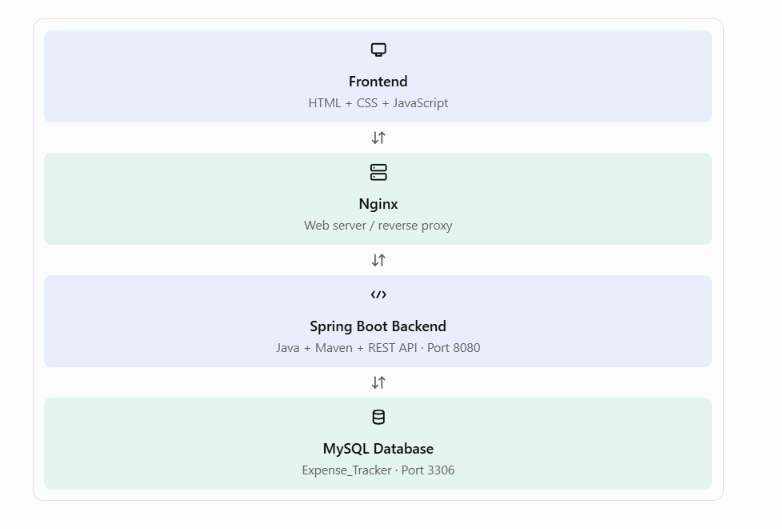 Frontend
HTML + CSS + JavaScript
Nginx
Web server / reverse proxy
Spring Boot Backend
Java + Maven + REST API · Port 8080
MySQL Database
Expense_Tracker · Port 3306